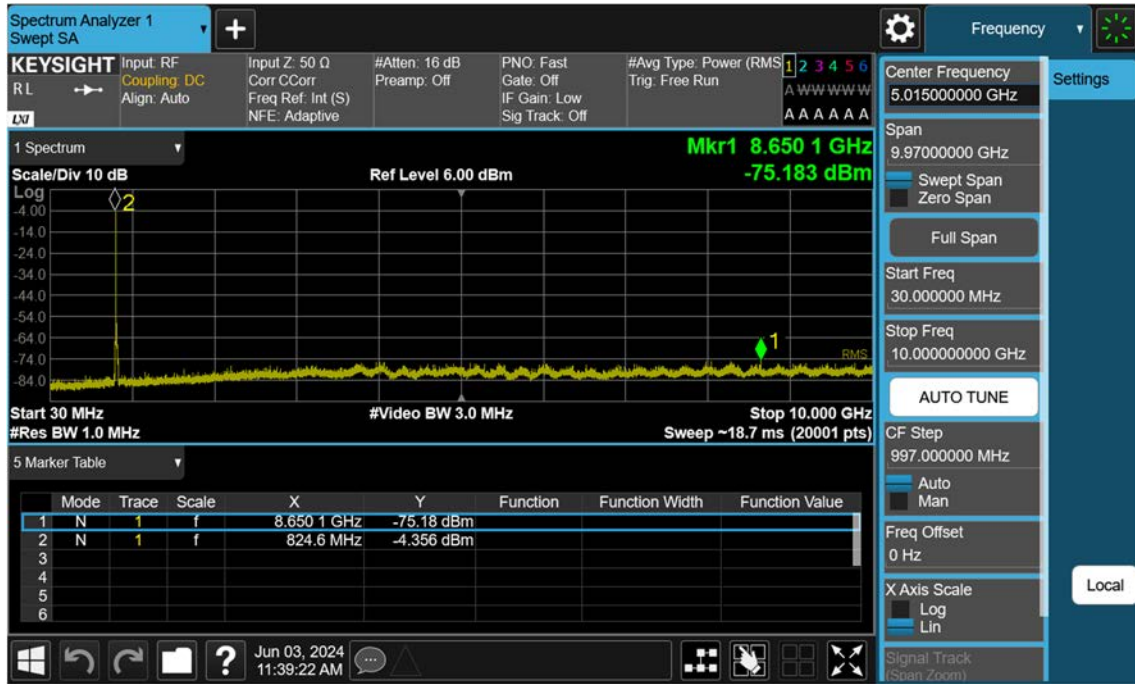 Spectrum Analyzer 1
Swept SA
Frequency
KEYSIGHT
RL
LXI
Input: RF
Coupling: DC
Align: Auto
Input Z: 50 Ω
Corr CCorr
Freq Ref: Int (S)
NFE: Adaptive
#Atten: 16 dB
Preamp: Off
PNO: Fast
Gate: Off
IF Gain: Low
Sig Track: Off
#Avg Type: Power (RMS
Trig: Free Run
1 2 3 4 5 6
A W W W W W
A A A A A A
1 Spectrum
Scale/Div 10 dB
Ref Level 6.00 dBm
Mkr1 8.650 1 GHz
-75.183 dBm
Log
-4.00
-14.0
-24.0
-34.0
-44.0
-54.0
-64.0
-74.0
-84.0
2
1
RMS
Start 30 MHz
#Video BW 3.0 MHz
Stop 10.000 GHz
#Res BW 1.0 MHz
Sweep ~18.7 ms (20001 pts)
5 Marker Table
Mode Trace Scale X Y Function Function Width Function Value
1 N 1 f 8.650 1 GHz -75.18 dBm
2 N 1 f 824.6 MHz -4.356 dBm
3
4
5
6
Jun 03, 2024
11:39:22 AM
Center Frequency
5.015000000 GHz
Settings
Span
9.97000000 GHz
Swept Span
Zero Span
Full Span
Start Freq
30.000000 MHz
Stop Freq
10.000000000 GHz
AUTO TUNE
CF Step
997.000000 MHz
Auto
Man
Freq Offset
0 Hz
X Axis Scale
Log
Lin
Local
Signal Track
(Span Zoom)